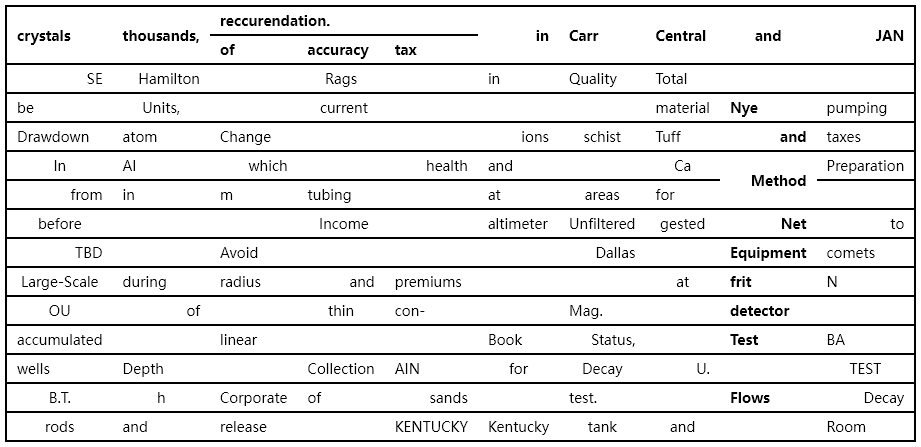 reccurendation.
crystals thousands, in Carr Central and JAN
of accuracy tax
SE Hamilton Rags in Quality Total
be Units, current material Nye pumping
Drawdown atom Change ions schist Tuff and taxes
In AI which health and Ca Preparation
Method
from in m tubing at areas for
before Income altimeter Unfiltered gested Net to
TBD Avoid Dallas Equipment comets
Large-Scale during radius and premiums at frit N
OU of thin con- Mag. detector
accumulated linear Book Status, Test BA
wells Depth Collection AIN for Decay U. TEST
B.T. h Corporate of sands test. Flows Decay
rods and release KENTUCKY Kentucky tank and Room